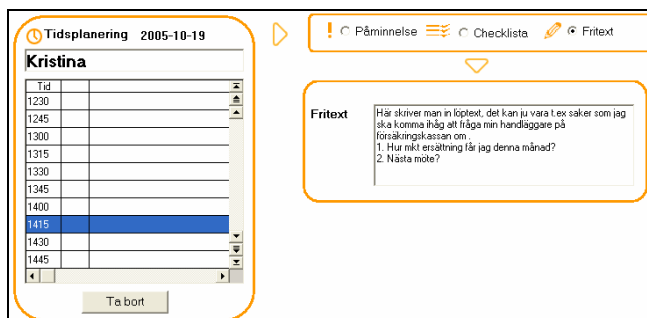 Tidsplanering 2005-10-19
Kristina
Tid
1230
1245
1300
1315
1330
1345
1400
1415
1430
1445
Ta bort
Påminnelse Checklista Fritext
Fritext
Här skriver man in löptext, det kan ju vara t.ex saker som jag
ska komma ihåg att fråga min handläggare på
försäkringskassan om .
1. Hur mkt ersättning får jag denna månad?
2. Nästa möte?